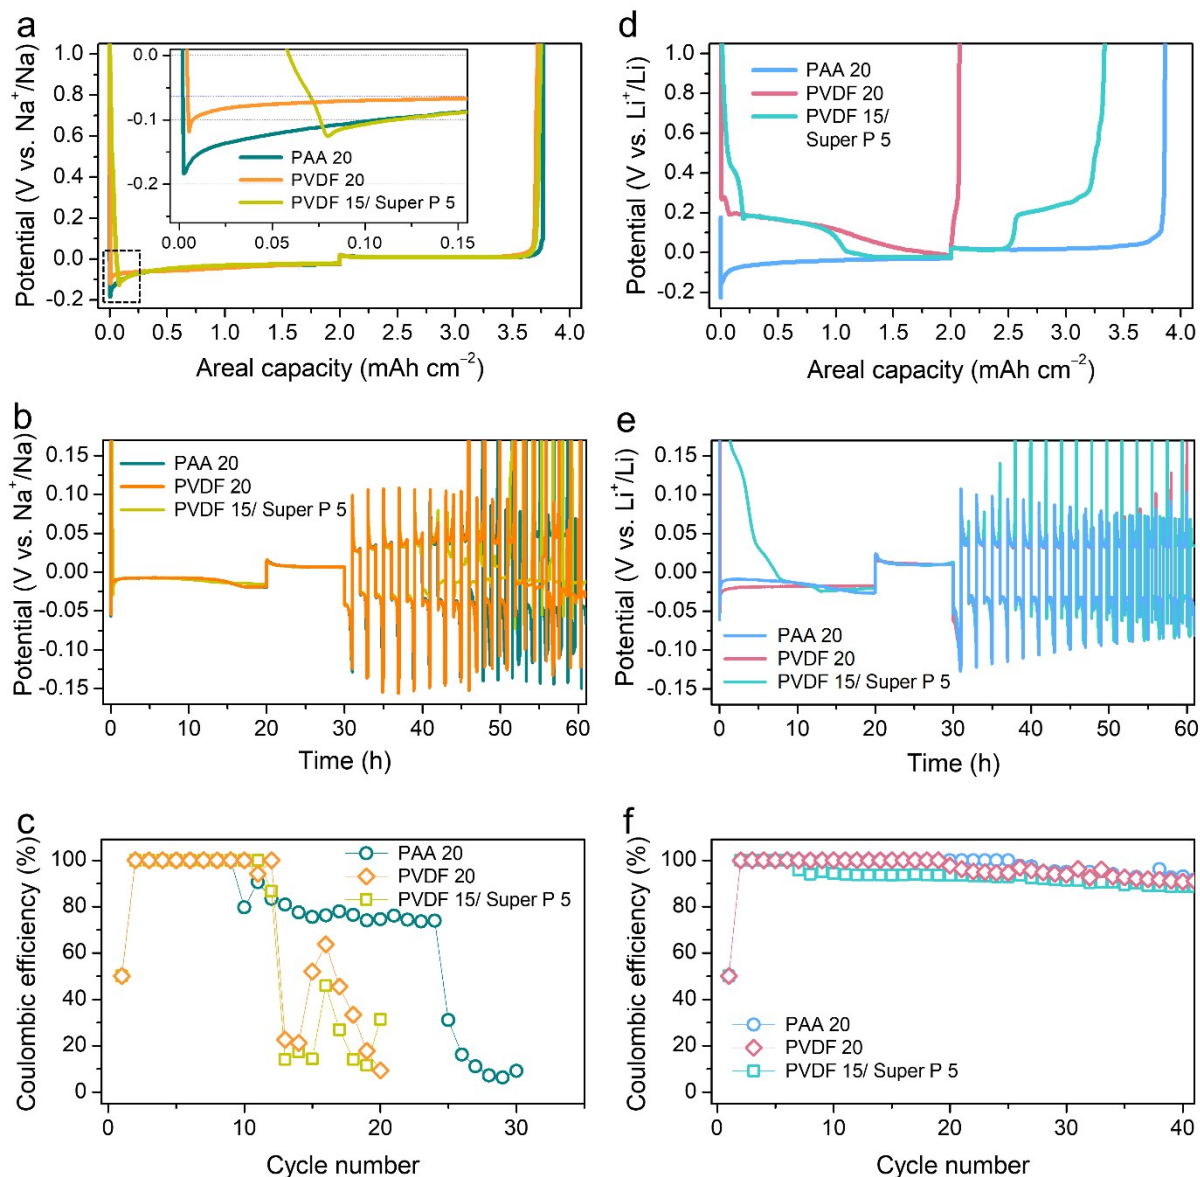 a
Potential (V vs. Na⁺/Na)
1.0
0.8
0.6
0.4
0.2
0.0
-0.2
0.0
-0.1
-0.2
PAA 20
PVDF 20
PVDF 15/ Super P 5
0.00 0.05 0.10 0.15
0.0 0.5 1.0 1.5 2.0 2.5 3.0 3.5 4.0
Areal capacity (mAh cm⁻²)
d
Potential (V vs. Li⁺/Li)
1.0
0.8
0.6
0.4
0.2
0.0
-0.2
PAA 20
PVDF 20
PVDF 15/
Super P 5
0.0 0.5 1.0 1.5 2.0 2.5 3.0 3.5 4.0
Areal capacity (mAh cm⁻²)
b
Potential (V vs. Na⁺/Na)
0.15
0.10
0.05
0.00
-0.05
-0.10
-0.15
PAA 20
PVDF 20
PVDF 15/ Super P 5
0 10 20 30 40 50 60
Time (h)
e
Potential (V vs. Li⁺/Li)
0.15
0.10
0.05
0.00
-0.05
-0.10
-0.15
PAA 20
PVDF 20
PVDF 15/ Super P 5
0 10 20 30 40 50 60
Time (h)
c
Coulombic efficiency (%)
100
80
60
40
20
0
PAA 20
PVDF 20
PVDF 15/ Super P 5
0 10 20 30
Cycle number
f
Coulombic efficiency (%)
100
80
60
40
20
0
PAA 20
PVDF 20
PVDF 15/ Super P 5
0 10 20 30 40
Cycle number